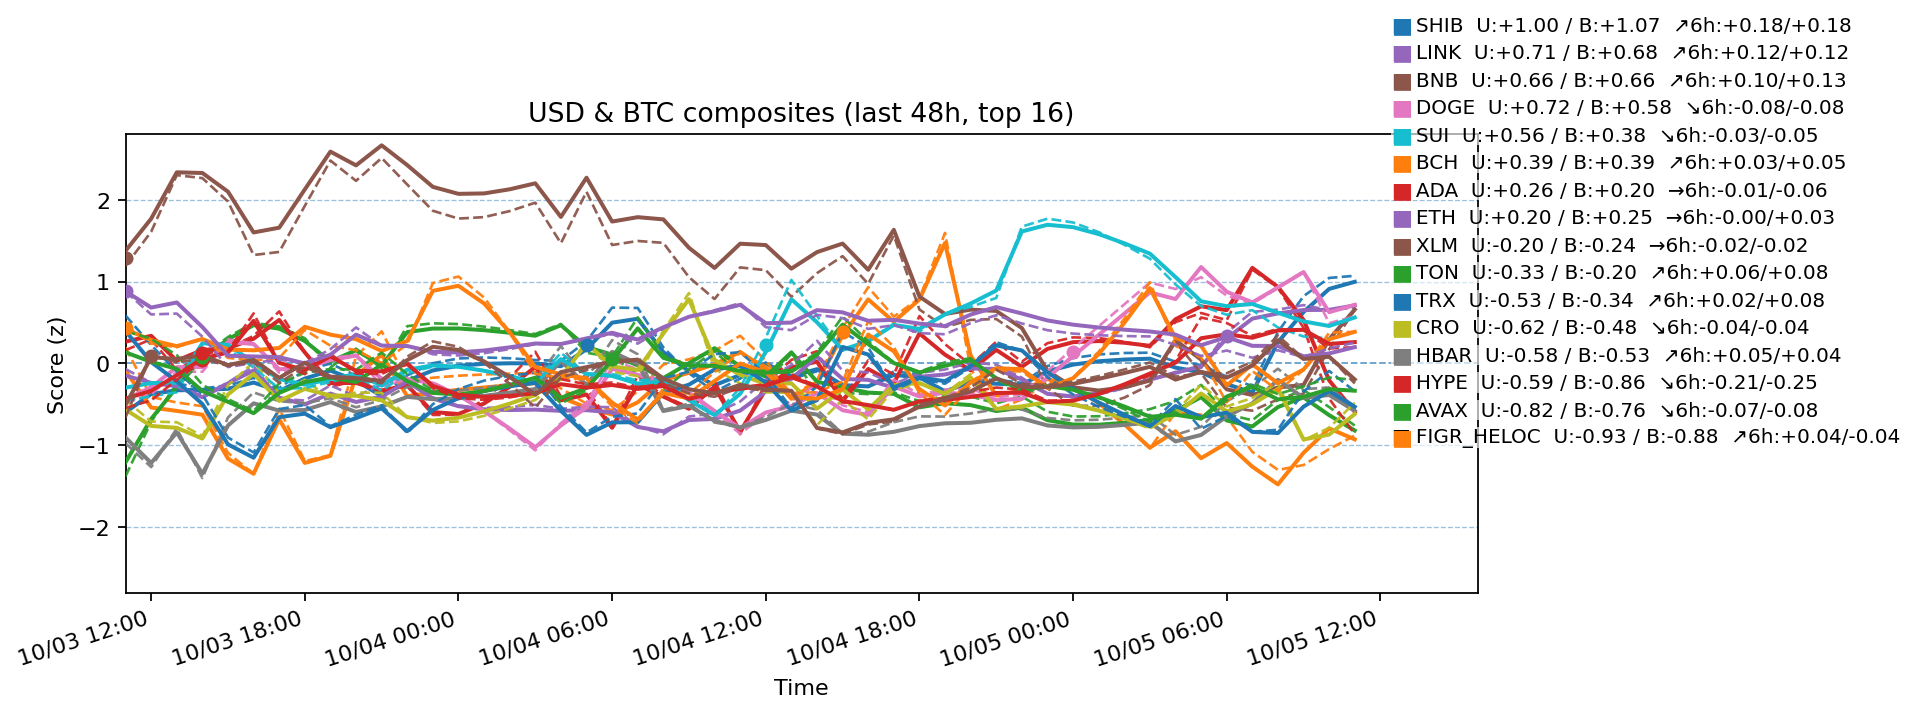 SHIB  U:+1.00 / B:+1.07  ↗6h:+0.18/+0.18
LINK  U:+0.71 / B:+0.68  ↗6h:+0.12/+0.12
BNB  U:+0.66 / B:+0.66  ↗6h:+0.10/+0.13
DOGE  U:+0.72 / B:+0.58  ↘6h:-0.08/-0.08
SUI  U:+0.56 / B:+0.38  ↘6h:-0.03/-0.05
BCH  U:+0.39 / B:+0.39  ↗6h:+0.03/+0.05
ADA  U:+0.26 / B:+0.20  →6h:-0.01/-0.06
ETH  U:+0.20 / B:+0.25  →6h:-0.00/+0.03
XLM  U:-0.20 / B:-0.24  →6h:-0.02/-0.02
TON  U:-0.33 / B:-0.20  ↗6h:+0.06/+0.08
TRX  U:-0.53 / B:-0.34  ↗6h:+0.02/+0.08
CRO  U:-0.62 / B:-0.48  ↘6h:-0.04/-0.04
HBAR  U:-0.58 / B:-0.53  ↗6h:+0.05/+0.04
HYPE  U:-0.59 / B:-0.86  ↘6h:-0.21/-0.25
AVAX  U:-0.82 / B:-0.76  ↘6h:-0.07/-0.08
FIGR_HELOC  U:-0.93 / B:-0.88  ↗6h:+0.04/-0.04
USD & BTC composites (last 48h, top 16)
Score (z)
2
1
0
−1
−2
10/03 12:00
10/03 18:00
10/04 00:00
10/04 06:00
10/04 12:00
10/04 18:00
10/05 00:00
10/05 06:00
10/05 12:00
Time